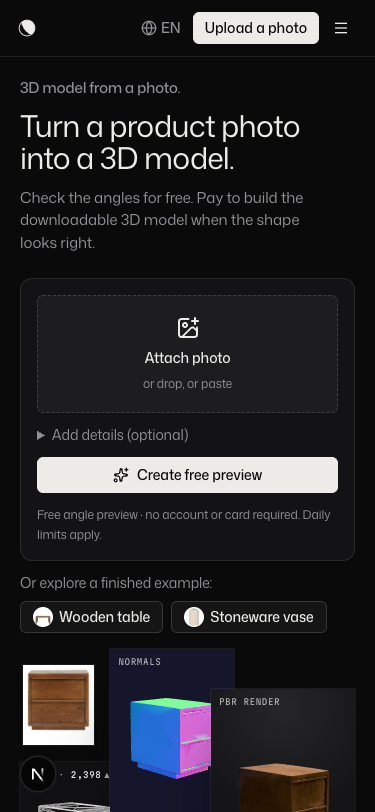 EN
Upload a photo
3D model from a photo.
Turn a product photo
into a 3D model.
Check the angles for free. Pay to build the
downloadable 3D model when the shape
looks right.
Attach photo
or drop, or paste
Add details (optional)
Create free preview
Free angle preview · no account or card required. Daily
limits apply.
Or explore a finished example:
Wooden table
Stoneware vase
NORMALS
PBR RENDER
N
· 2,398 ▲